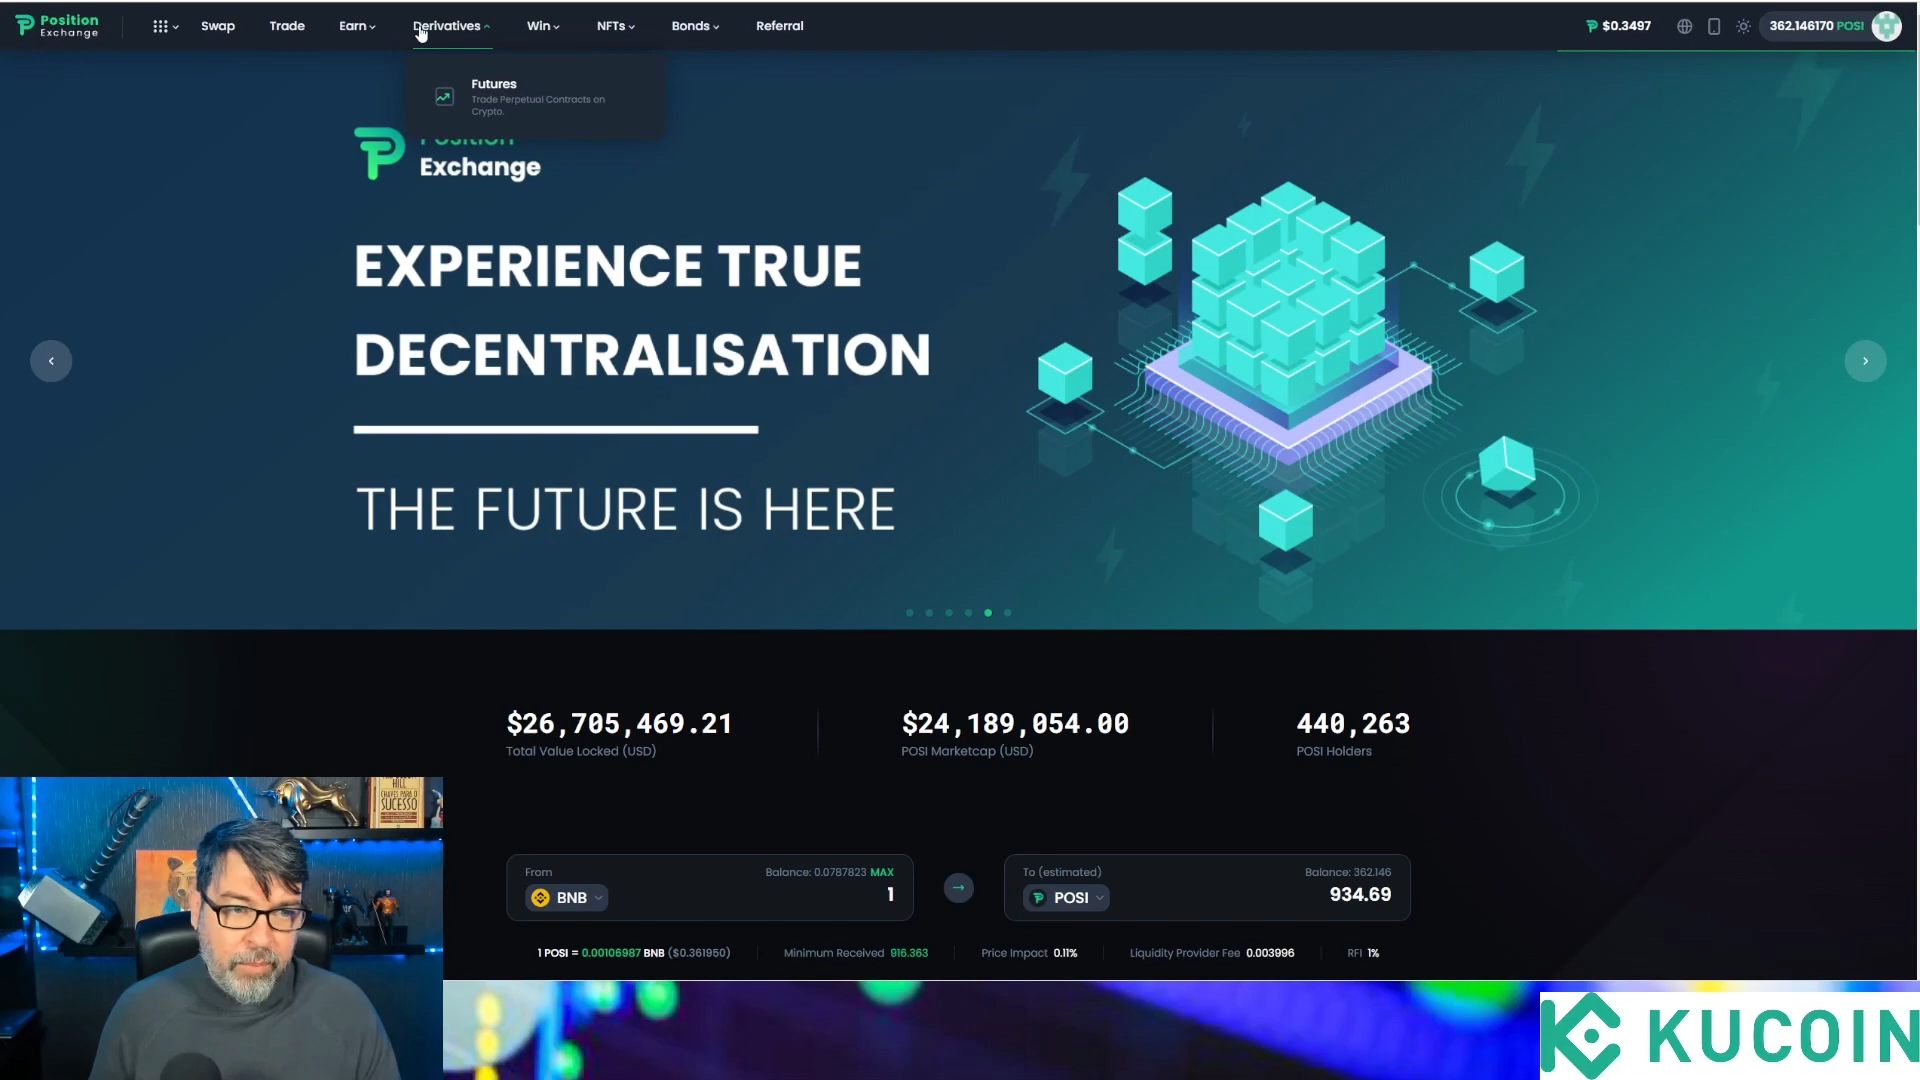 Position
Exchange
Swap
Trade
Earn
Derivatives
Win
NFTs
Bonds
Referral
$0.3497
362.146170 POSI
Futures
Trade Perpetual Contracts on
Crypto.
Position
Exchange
EXPERIENCE TRUE
DECENTRALISATION
THE FUTURE IS HERE
$26,705,469.21
Total Value Locked (USD)
$24,189,054.00
POSI Marketcap (USD)
440,263
POSI Holders
From
Balance: 0.0787823 MAX
BNB
1
To (estimated)
Balance: 362.146
POSI
934.69
1 POSI = 0.00106987 BNB ($0.361950)
Minimum Received 916.363
Price Impact 0.11%
Liquidity Provider Fee 0.003996
RFI 1%
HILL
CHAVES PARA O
SUCESSO
KUCOIN